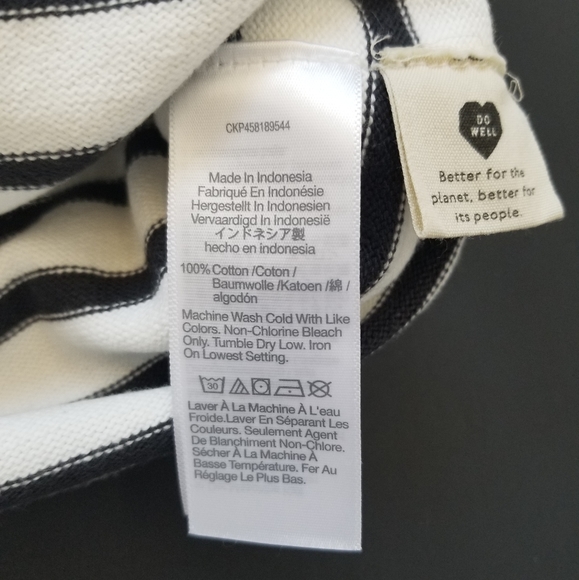 CKP458189544
Made In Indonesia
Fabriqué En Indonésie
Hergestellt In Indonesien
Vervaardigd In Indonesië
インドネシア製
hecho en indonesia
100% Cotton /Coton /
Baumwolle /Katoen /綿 /
algodón
Machine Wash Cold With Like
Colors. Non-Chlorine Bleach
Only. Tumble Dry Low. Iron
On Lowest Setting.
30
Laver À La Machine À L'eau
Froide.Laver En Séparant Les
Couleurs. Seulement Agent
De Blanchiment Non-Chlore.
Sécher À La Machine À
Basse Température. Fer Au
Réglage Le Plus Bas.
DO
WELL
Better for the
planet, better for
its people.